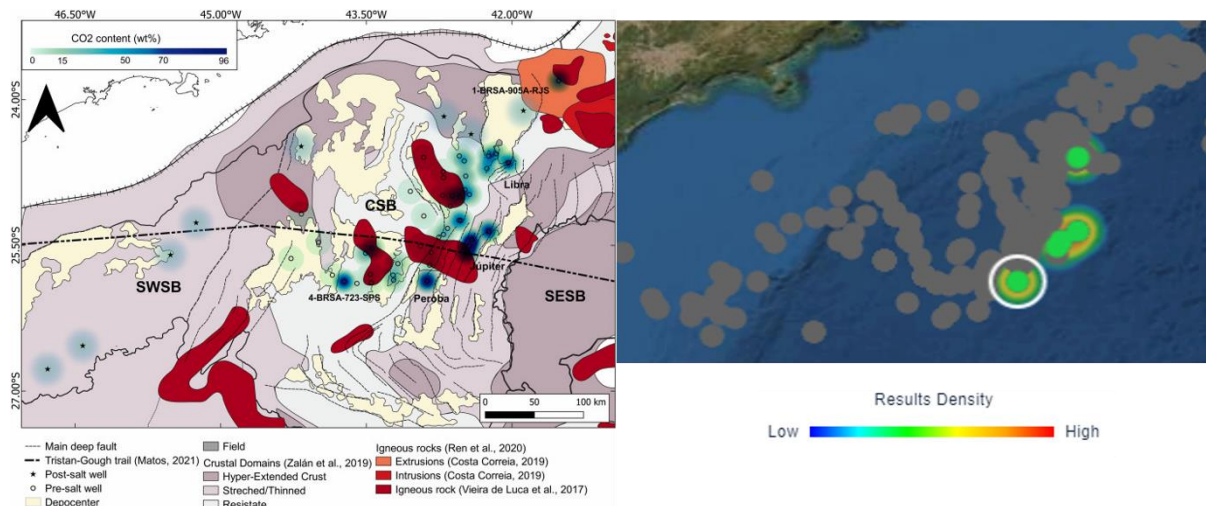 46.50°W 45.00°W 43.50°W 42.00°W
CO2 content (wt%)
0 15 50 70 96
1-BRSA-905A-RJS
24.00°S
Libra
CSB
25.50°S
Jupiter
SWSB
4-BRSA-723-SPS
Peroba
SESB
27.00°S
0 50 100 km
Main deep fault
Tristan-Gough trail (Matos, 2021)
Post-salt well
Pre-salt well
Depocenter
Field
Crustal Domains (Zalán et al., 2019)
Hyper-Extended Crust
Streched/Thinned
Resistate
Igneous rocks (Ren et al., 2020)
Extrusions (Costa Correia, 2019)
Intrusions (Costa Correia, 2019)
Igneous rock (Vieira de Luca et al., 2017)
Results Density
Low High